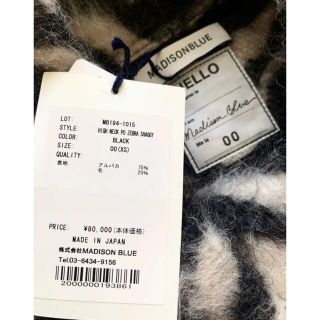 MADISONBLUE
HELLO
Madison Blue
00
LOT: MB194-1015
STYLE: HIGH NECK PO ZEBRA SHAGGY
COLOR: BLACK
SIZE: 00(XS)
QUALITY:
表地 アルパカ 75%
毛 25%
PRICE: ¥80,000(本体価格)
MADE IN JAPAN
株式会社MADISON BLUE
Tel.03-6434-9156
2000000193861